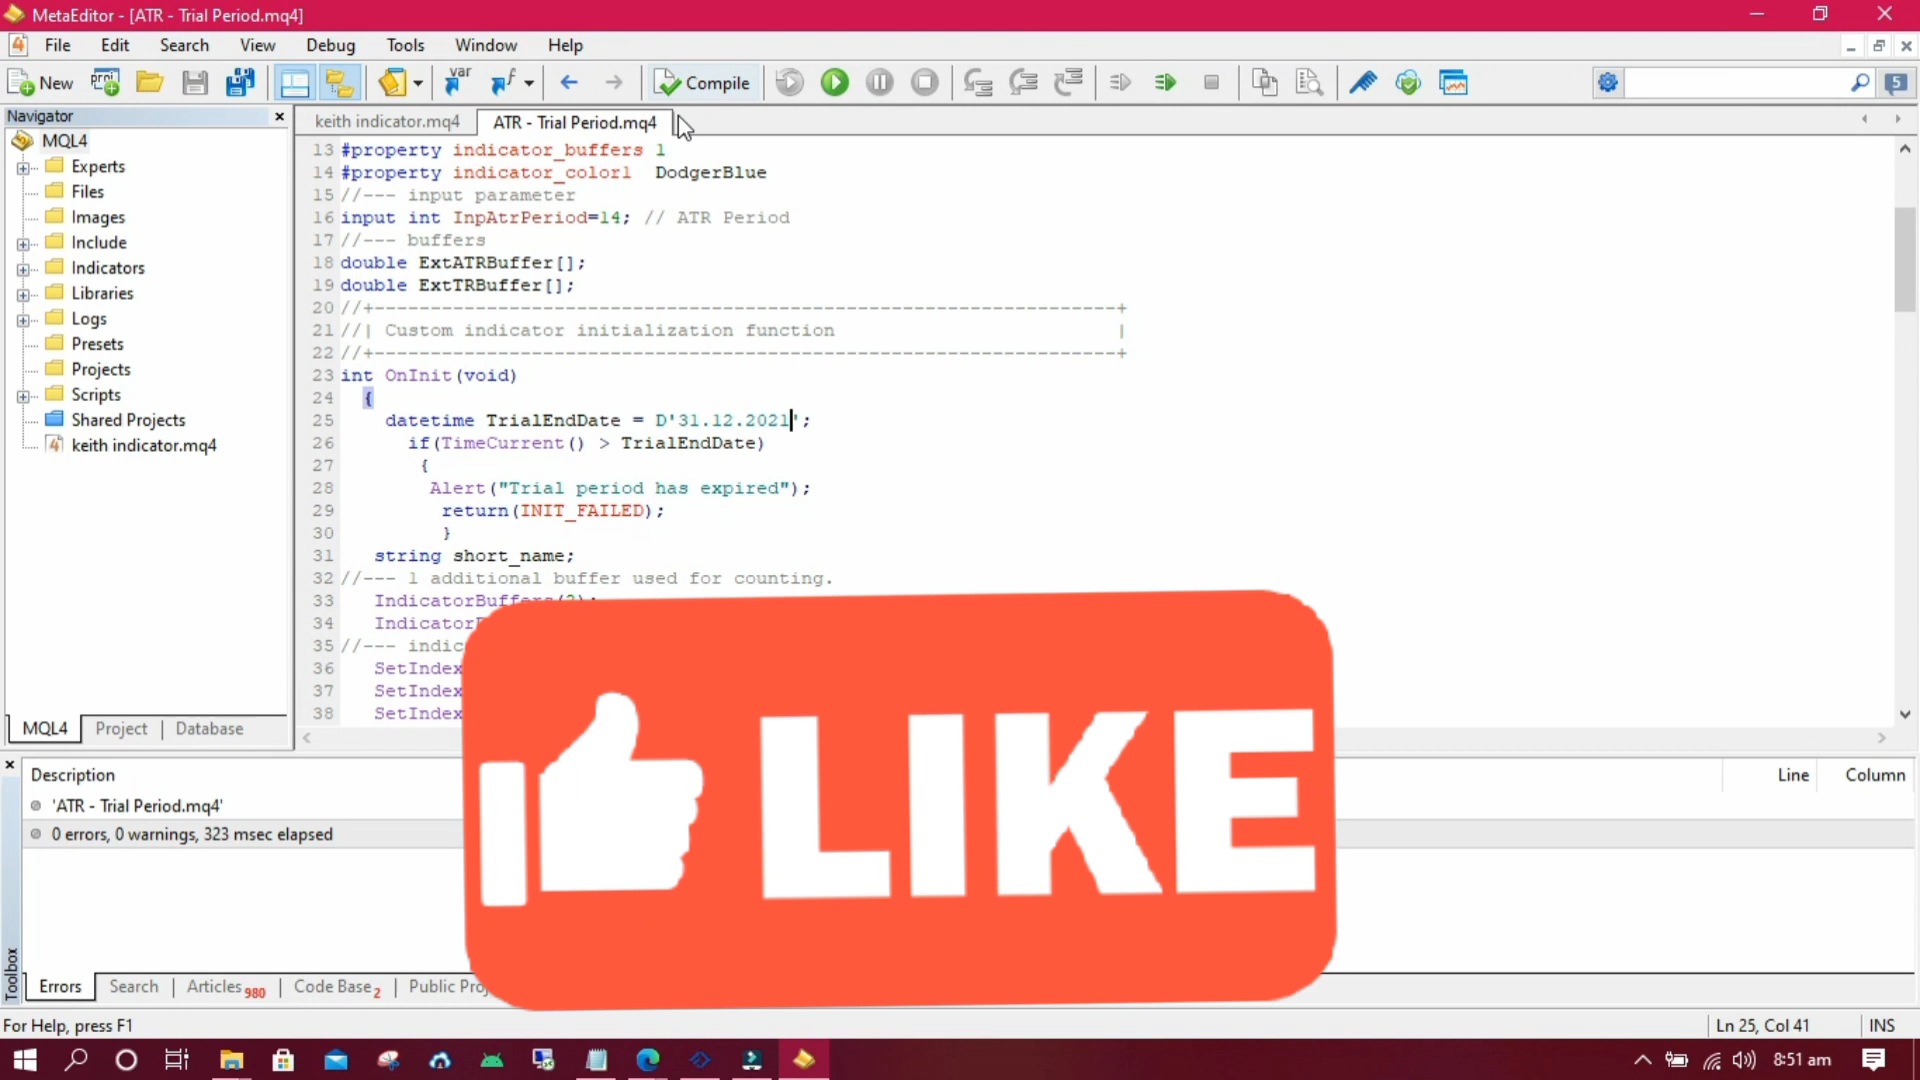 MetaEditor - [ATR - Trial Period.mq4]
File Edit Search View Debug Tools Window Help
New proj var f Compile 5
Navigator
keith indicator.mq4 ATR - Trial Period.mq4
MQL4
Experts
Files
Images
Include
Indicators
Libraries
Logs
Presets
Projects
Scripts
Shared Projects
keith indicator.mq4
MQL4 Project Database
13 #property indicator_buffers 1
14 #property indicator_color1 DodgerBlue
15 //--- input parameter
16 input int InpAtrPeriod=14; // ATR Period
17 //--- buffers
18 double ExtATRBuffer[];
19 double ExtTRBuffer[];
20 //+------------------------------------------------------------------+
21 //| Custom indicator initialization function |
22 //+------------------------------------------------------------------+
23 int OnInit(void)
24 {
25 datetime TrialEndDate = D'31.12.2021';
26 if(TimeCurrent() > TrialEndDate)
27 {
28 Alert("Trial period has expired");
29 return(INIT_FAILED);
30 }
31 string short_name;
32 //--- 1 additional buffer used for counting.
33 IndicatorBuffers(2);
34 Indicator
35 //--- indic
36 SetIndex
37 SetIndex
38 SetIndex
LIKE
Description Line Column
'ATR - Trial Period.mq4'
0 errors, 0 warnings, 323 msec elapsed
Toolbox
Errors Search Articles 980 Code Base 2 Public Proj
For Help, press F1 Ln 25, Col 41 INS
8:51 am